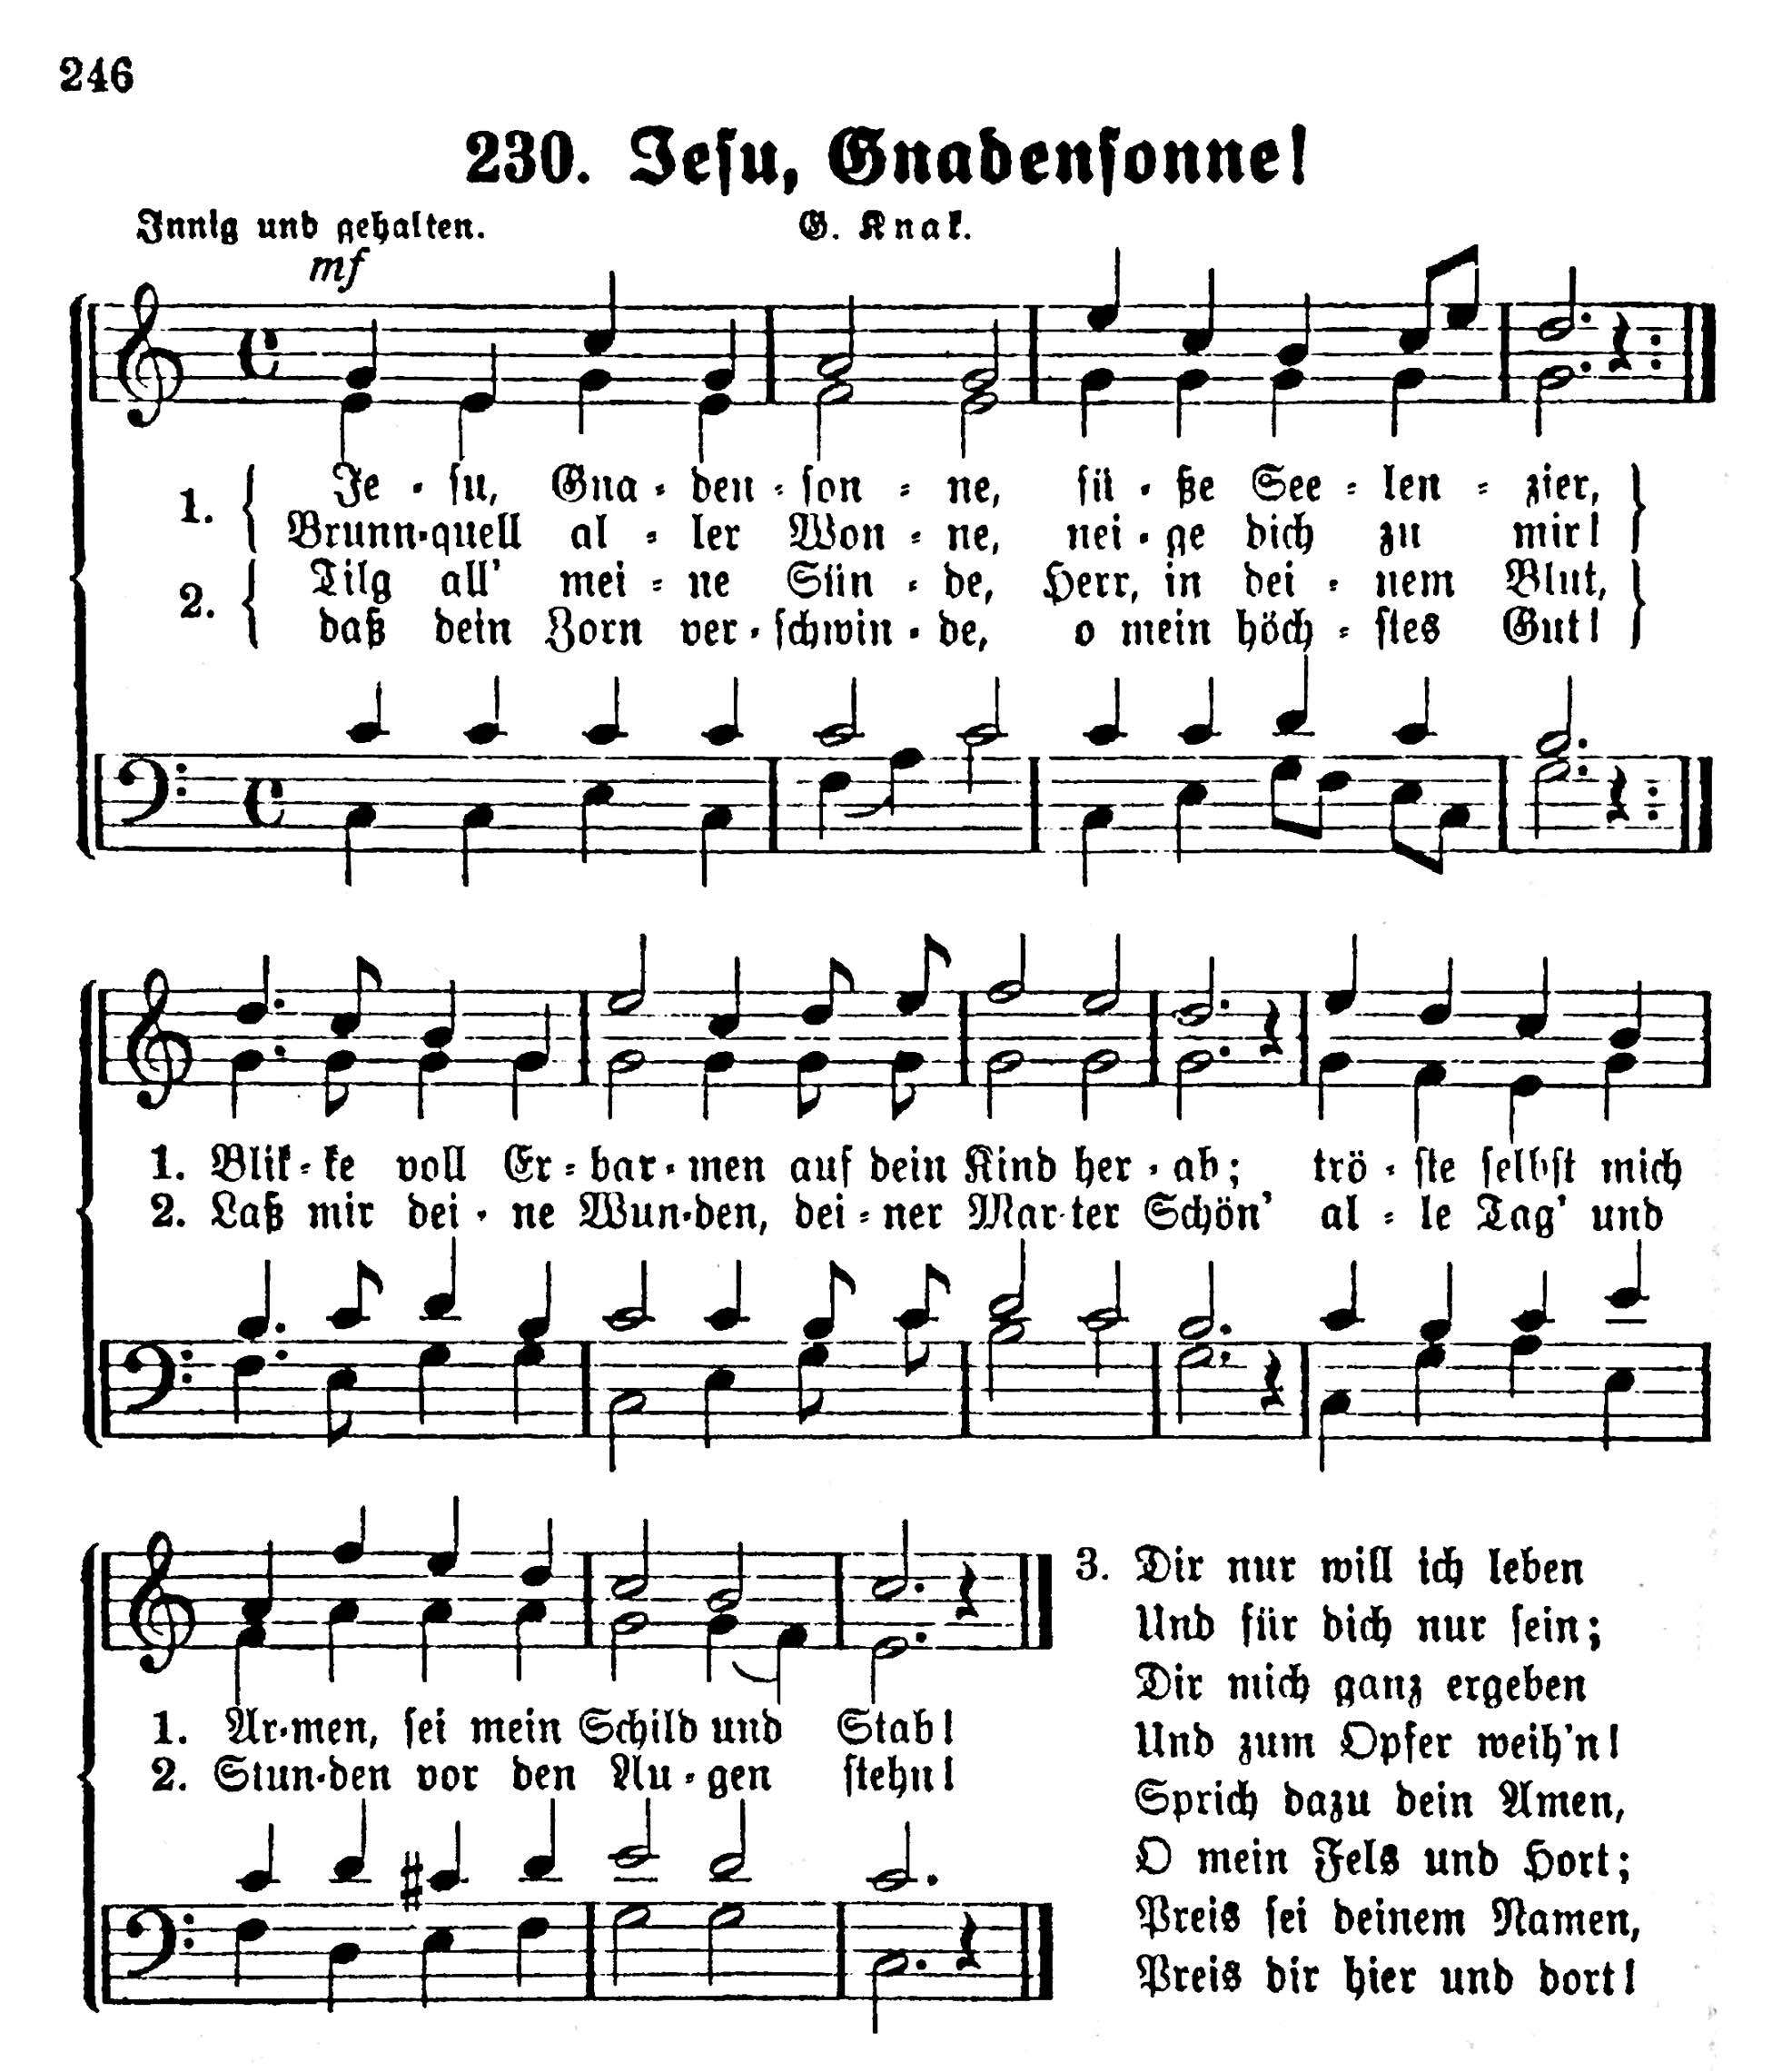 246
230. Jesu, Gnadensonne!
Innig und gehalten.
G. Knak.
mf
1. Je - su, Gna - den - son - ne, sü - ße See - len - zier,
Brunn-quell al - ler Won - ne, nei - ge dich zu mir!
2. Tilg all' mei - ne Sün - de, Herr, in dei - nem Blut,
daß dein Zorn ver - schwin - de, o mein höch - stes Gut!
1. Blik - ke voll Er - bar - men auf dein Kind her - ab; trö - ste selbst mich
2. Laß mir dei - ne Wun-den, dei - ner Mar-ter Schön' al - le Tag' und
1. Ar-men, sei mein Schild und Stab!
2. Stun-den vor den Au - gen stehn!
3. Dir nur will ich leben
Und für dich nur sein;
Dir mich ganz ergeben
Und zum Opfer weih'n!
Sprich dazu dein Amen,
O mein Fels und Hort;
Preis sei deinem Namen,
Preis dir hier und dort!